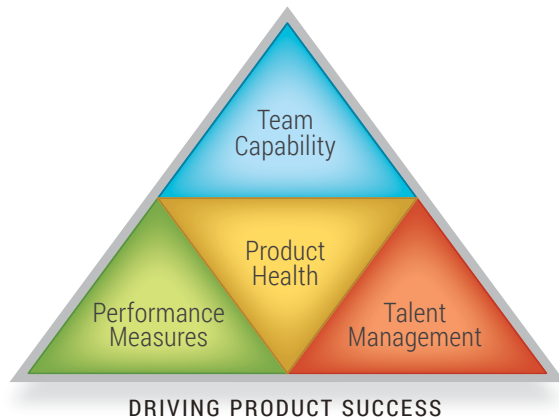 Team
Capability
Product
Health
Performance
Measures
Talent
Management
DRIVING PRODUCT SUCCESS